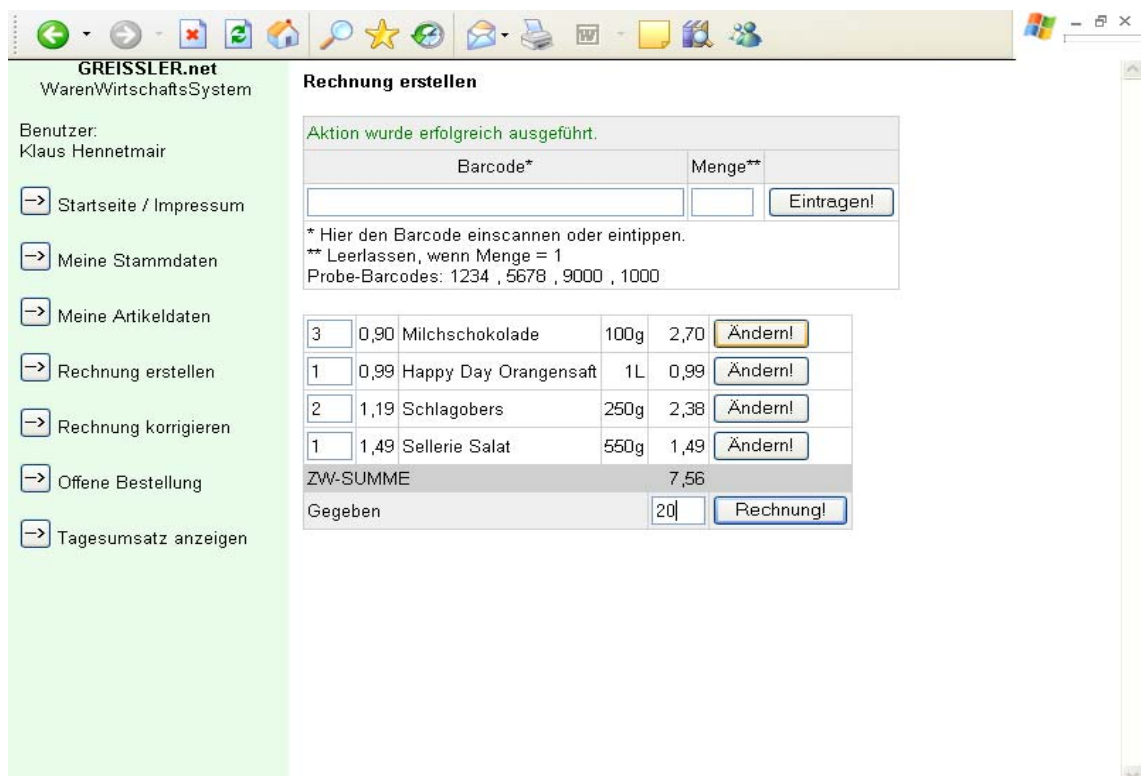 GREISSLER.net
WarenWirtschaftsSystem
Benutzer:
Klaus Hennetmair
--> Startseite / Impressum
--> Meine Stammdaten
--> Meine Artikeldaten
--> Rechnung erstellen
--> Rechnung korrigieren
--> Offene Bestellung
--> Tagesumsatz anzeigen
Rechnung erstellen
Aktion wurde erfolgreich ausgeführt.
Barcode* Menge**
Eintragen!
* Hier den Barcode einscannen oder eintippen.
** Leerlassen, wenn Menge = 1
Probe-Barcodes: 1234 , 5678 , 9000 , 1000
3 0,90 Milchschokolade 100g 2,70 Ändern!
1 0,99 Happy Day Orangensaft 1L 0,99 Ändern!
2 1,19 Schlagobers 250g 2,38 Ändern!
1 1,49 Sellerie Salat 550g 1,49 Ändern!
ZW-SUMME 7,56
Gegeben 20 Rechnung!